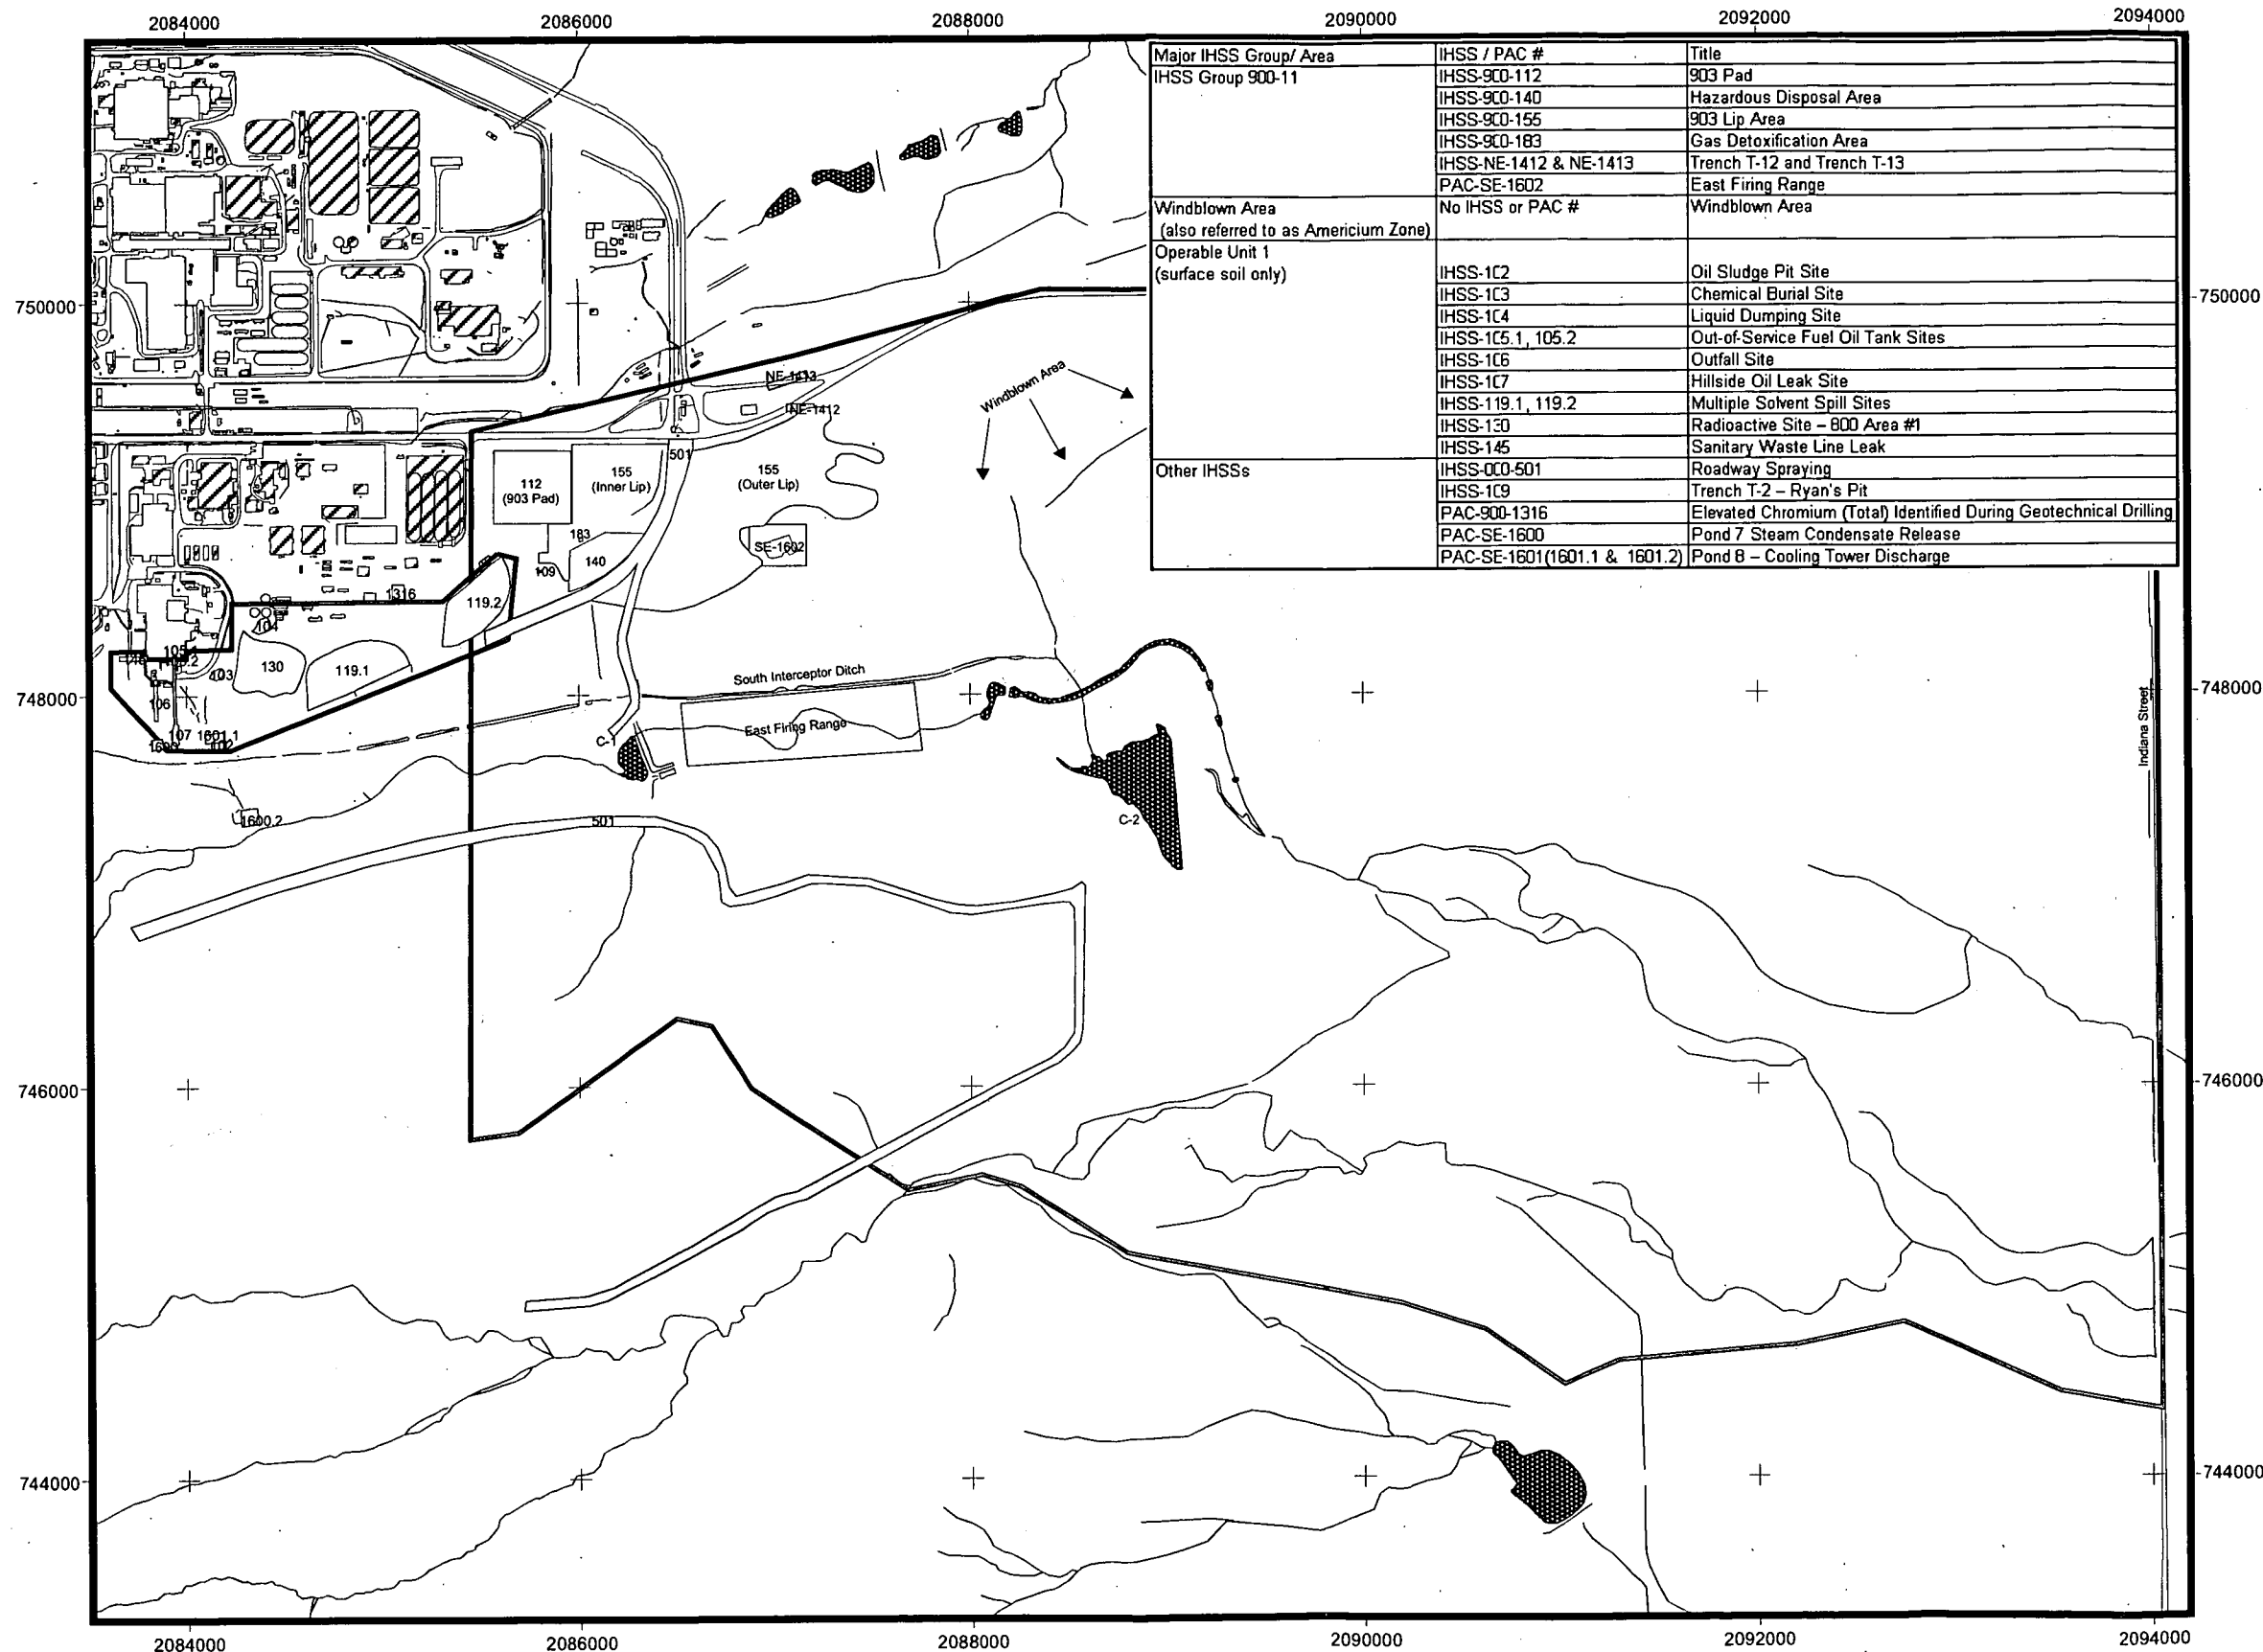 2084000 2086000 2088000 2090000 2092000 2094000
Major IHSS Group/ Area IHSS / PAC # Title
IHSS Group 900-11 IHSS-900-112 903 Pad
IHSS-900-140 Hazardous Disposal Area
IHSS-900-155 903 Lip Area
IHSS-900-183 Gas Detoxification Area
IHSS-NE-1412 & NE-1413 Trench T-12 and Trench T-13
PAC-SE-1602 East Firing Range
Windblown Area No IHSS or PAC # Windblown Area
(also referred to as Americium Zone)
Operable Unit 1
(surface soil only) IHSS-102 Oil Sludge Pit Site
IHSS-103 Chemical Burial Site
IHSS-104 Liquid Dumping Site
IHSS-105.1, 105.2 Out-of-Service Fuel Oil Tank Sites
IHSS-106 Outfall Site
IHSS-107 Hillside Oil Leak Site
IHSS-119.1, 119.2 Multiple Solvent Spill Sites
IHSS-130 Radioactive Site – 800 Area #1
IHSS-145 Sanitary Waste Line Leak
Other IHSSs IHSS-000-501 Roadway Spraying
IHSS-109 Trench T-2 – Ryan's Pit
PAC-900-1316 Elevated Chromium (Total) Identified During Geotechnical Drilling
PAC-SE-1600 Pond 7 Steam Condensate Release
PAC-SE-1601(1601.1 & 1601.2) Pond 8 – Cooling Tower Discharge
750000 750000
NE-1413
NE-1412
Windblown Area
501
155
(Inner Lip)
155
(Outer Lip)
112
(903 Pad)
183
SE-1602
109
140
1316
119.2
104
105.2
103
130
119.1
South Interceptor Ditch
748000 748000
106
East Firing Range
Indiana Street
107 1601.1
102
C-1
1600.2
501
C-2
746000 746000
744000 744000
2084000 2086000 2088000 2090000 2092000 2094000